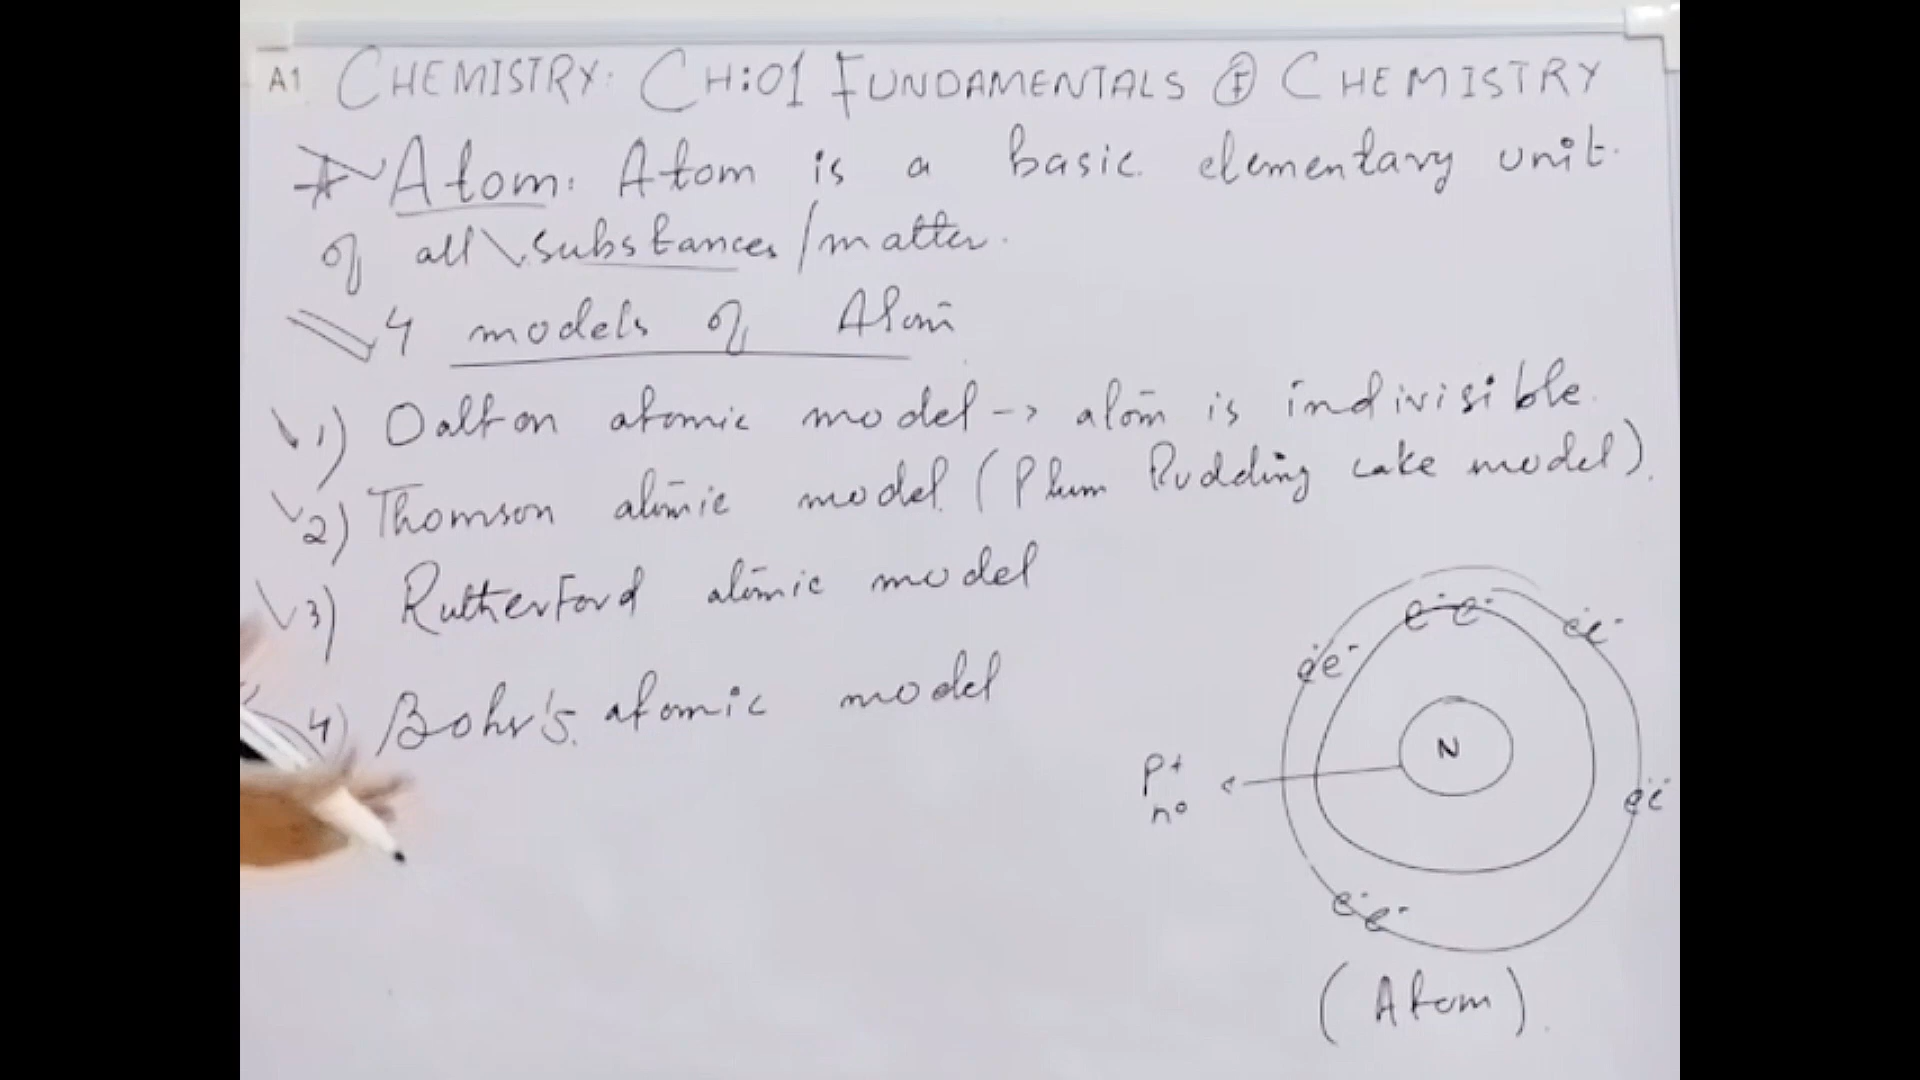 A1 CHEMISTRY: CH:01 FUNDAMENTALS OF CHEMISTRY
Atom: Atom is a basic elementary unit
of all substances/matter.
4 models of Atom
1) Dalton atomic model -> atom is indivisible.
2) Thomson atomic model (Plum Pudding cake model).
3) Rutherford atomic model
4) Bohr's atomic model
e- e-
e- e-
e- e-
N
P+
n°
e- e-
e- e-
(Atom).